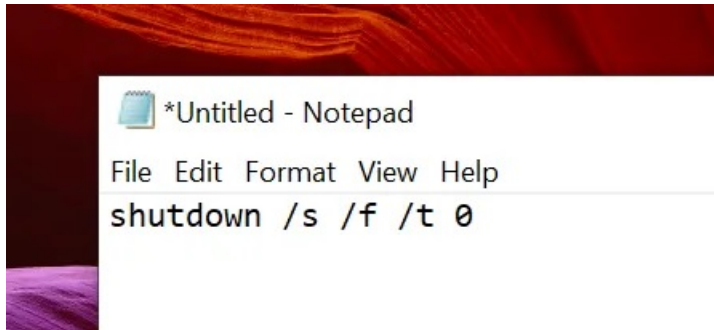 *Untitled - Notepad
File Edit Format View Help
shutdown /s /f /t 0